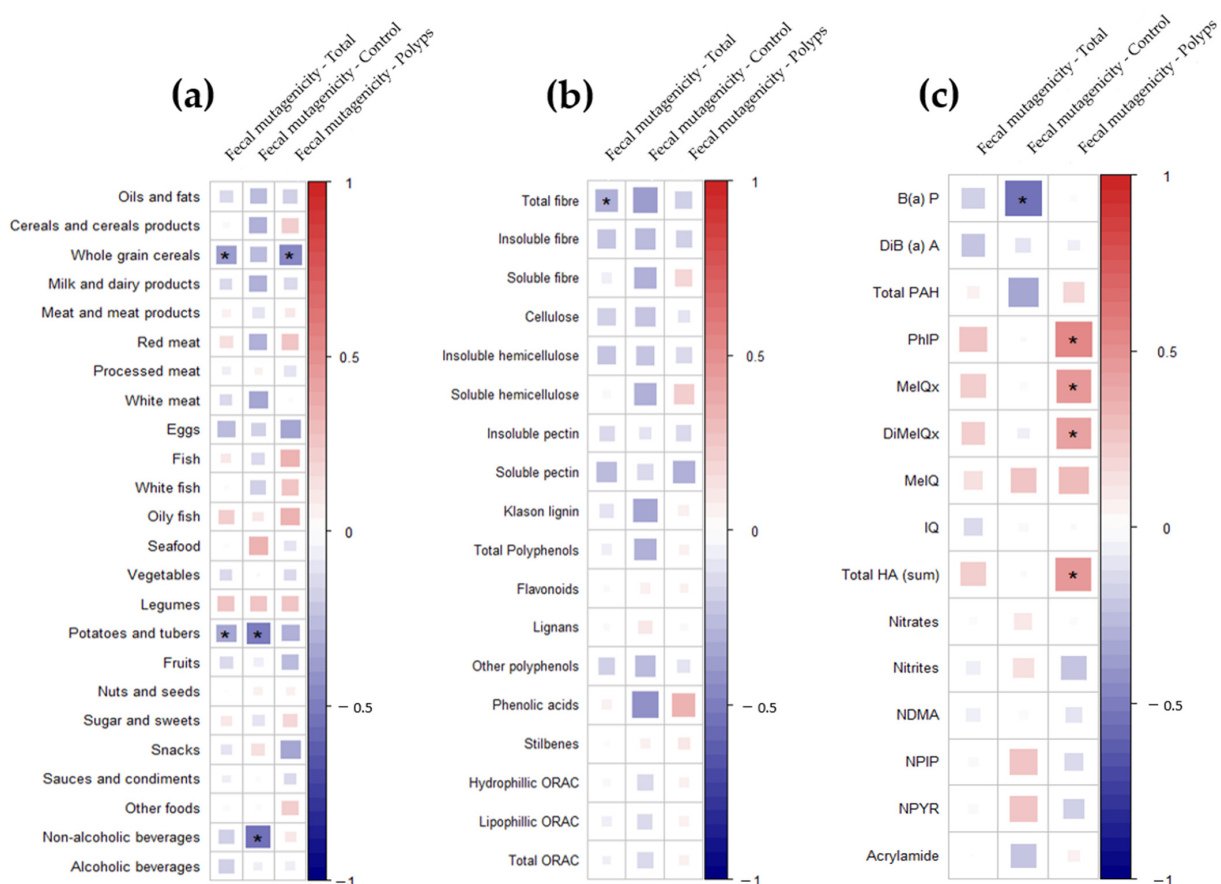 (a)
Fecal mutagenicity - Total
Fecal mutagenicity - Control
Fecal mutagenicity - Polyps
Oils and fats
Cereals and cereals products
Whole grain cereals
Milk and dairy products
Meat and meat products
Red meat
Processed meat
White meat
Eggs
Fish
White fish
Oily fish
Seafood
Vegetables
Legumes
Potatoes and tubers
Fruits
Nuts and seeds
Sugar and sweets
Snacks
Sauces and condiments
Other foods
Non-alcoholic beverages
Alcoholic beverages
* *
* *
*
1
0.5
0
- 0.5
-1
(b)
Fecal mutagenicity - Total
Fecal mutagenicity - Control
Fecal mutagenicity - Polyps
Total fibre
Insoluble fibre
Soluble fibre
Cellulose
Insoluble hemicellulose
Soluble hemicellulose
Insoluble pectin
Soluble pectin
Klason lignin
Total Polyphenols
Flavonoids
Lignans
Other polyphenols
Phenolic acids
Stilbenes
Hydrophillic ORAC
Lipophillic ORAC
Total ORAC
*
1
0.5
0
- 0.5
-1
(c)
Fecal mutagenicity - Total
Fecal mutagenicity - Control
Fecal mutagenicity - Polyps
B(a) P
DiB (a) A
Total PAH
PhIP
MeIQx
DiMeIQx
MeIQ
IQ
Total HA (sum)
Nitrates
Nitrites
NDMA
NPIP
NPYR
Acrylamide
*
*
*
*
*
1
0.5
0
- 0.5
-1